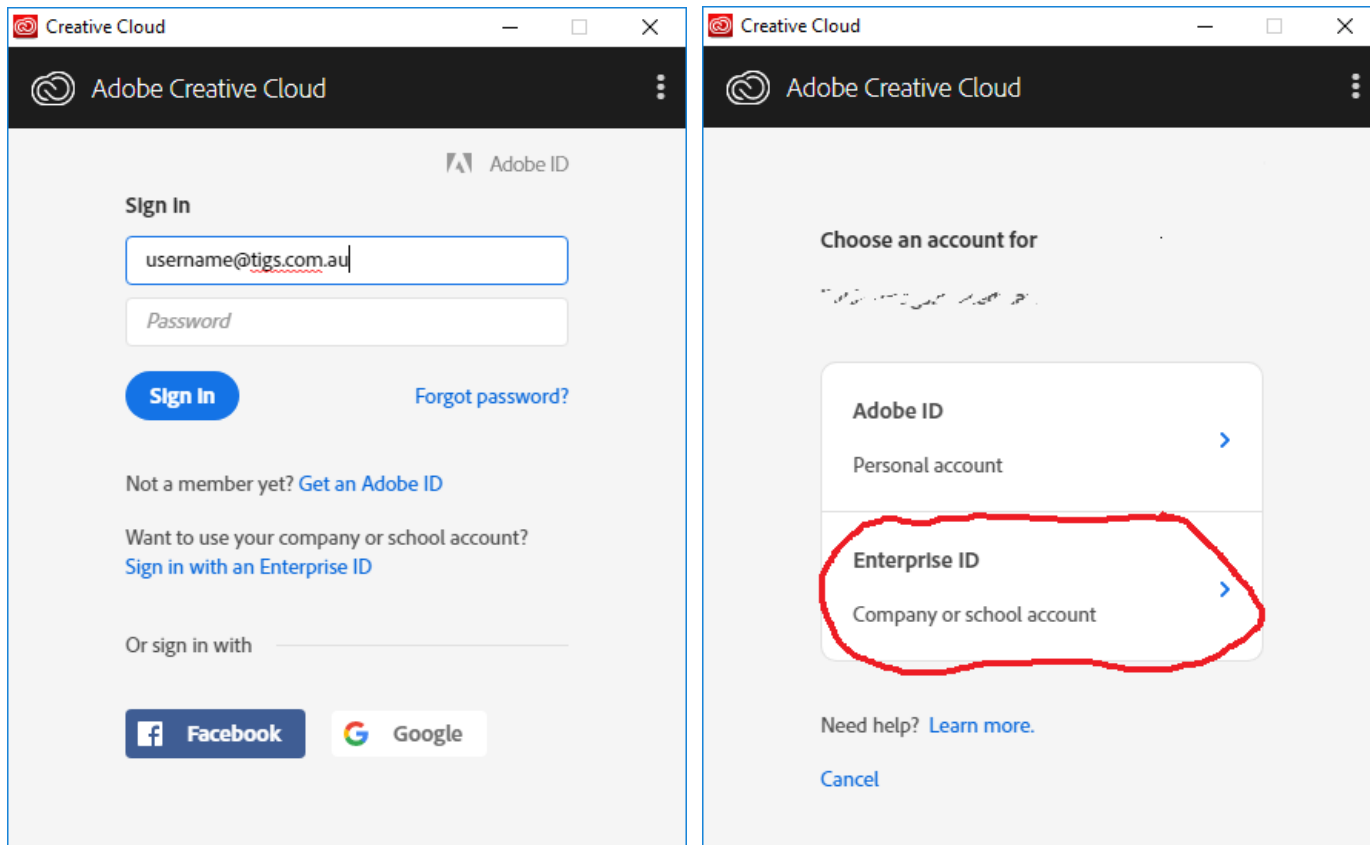 Creative Cloud
Adobe Creative Cloud
Adobe ID
Sign in
username@tigs.com.au
Password
Sign in
Forgot password?
Not a member yet? Get an Adobe ID
Want to use your company or school account?
Sign in with an Enterprise ID
Or sign in with
Facebook
Google
Creative Cloud
Adobe Creative Cloud
Choose an account for
Adobe ID
Personal account
Enterprise ID
Company or school account
Need help? Learn more.
Cancel